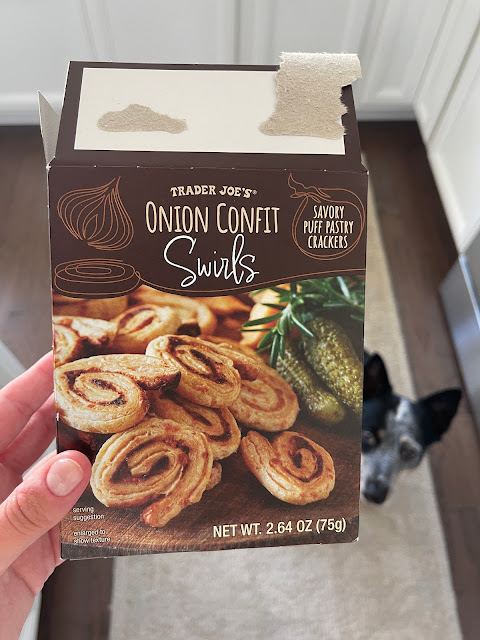 TRADER JOE'S®
ONION CONFIT
Swirls
SAVORY
PUFF PASTRY
CRACKERS
serving
suggestion
enlarged to
show texture
NET WT. 2.64 OZ (75g)